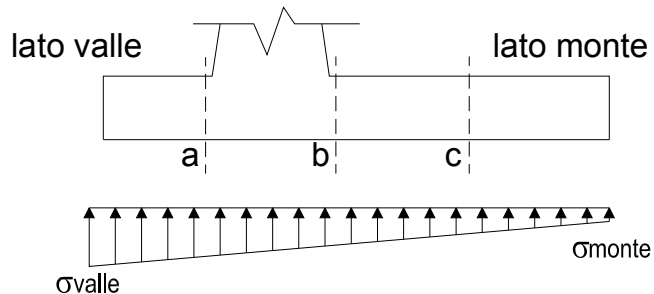 lato valle
lato monte
a
b
c
σvalle
σmonte